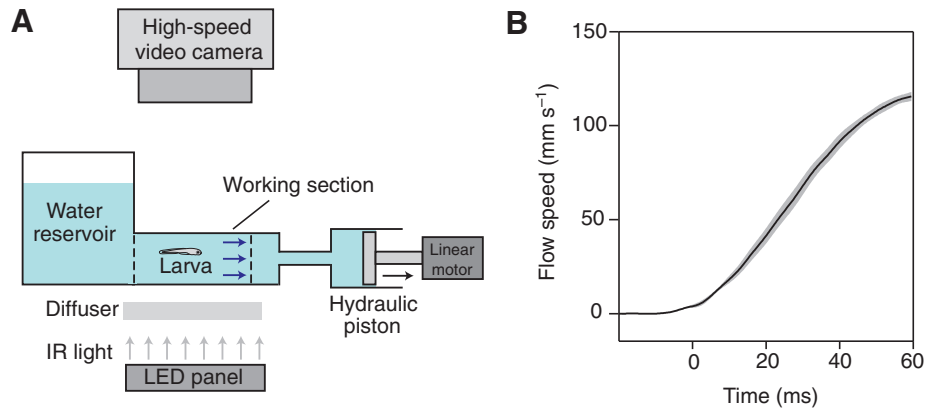 A
High-speed
video camera
Working section
Water
reservoir
Larva
Linear
motor
Diffuser
Hydraulic
piston
IR light
LED panel
B
Flow speed (mm s⁻¹)
150
100
50
0
0
20
40
60
Time (ms)